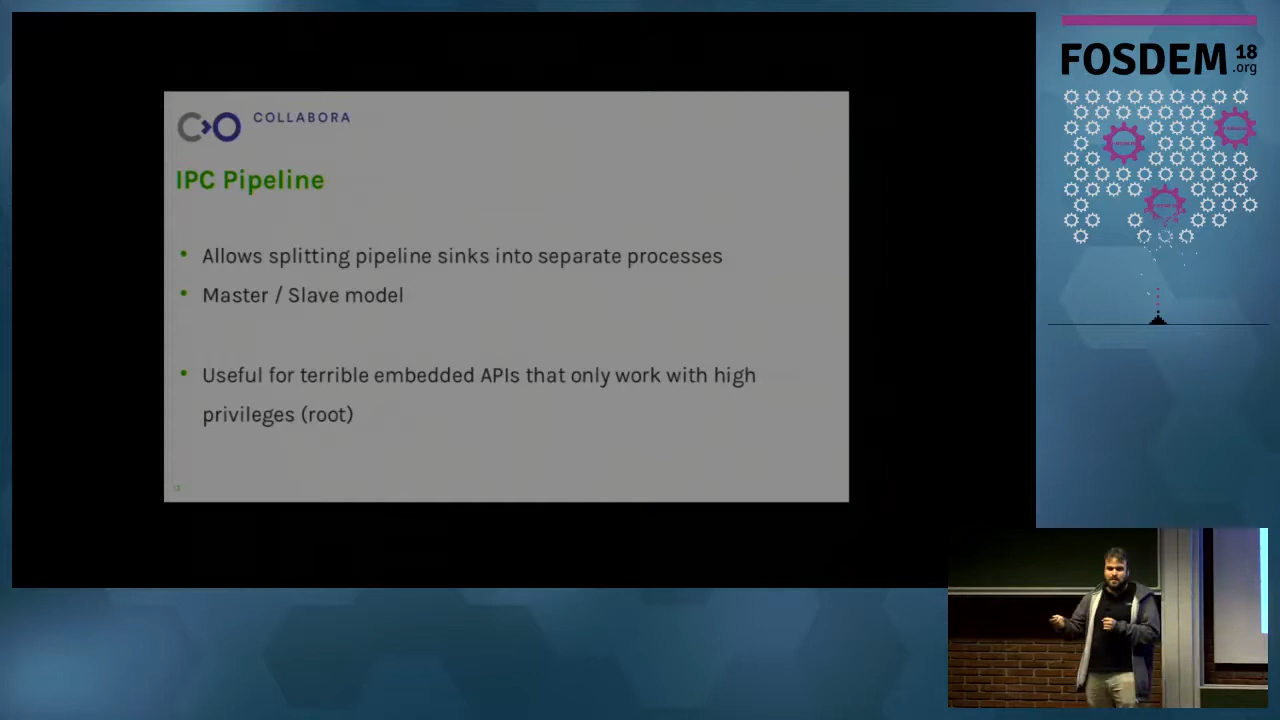 COLLABORA
IPC Pipeline
• Allows splitting pipeline sinks into separate processes
• Master / Slave model
• Useful for terrible embedded APIs that only work with high
privileges (root)
FOSDEM 18
.org